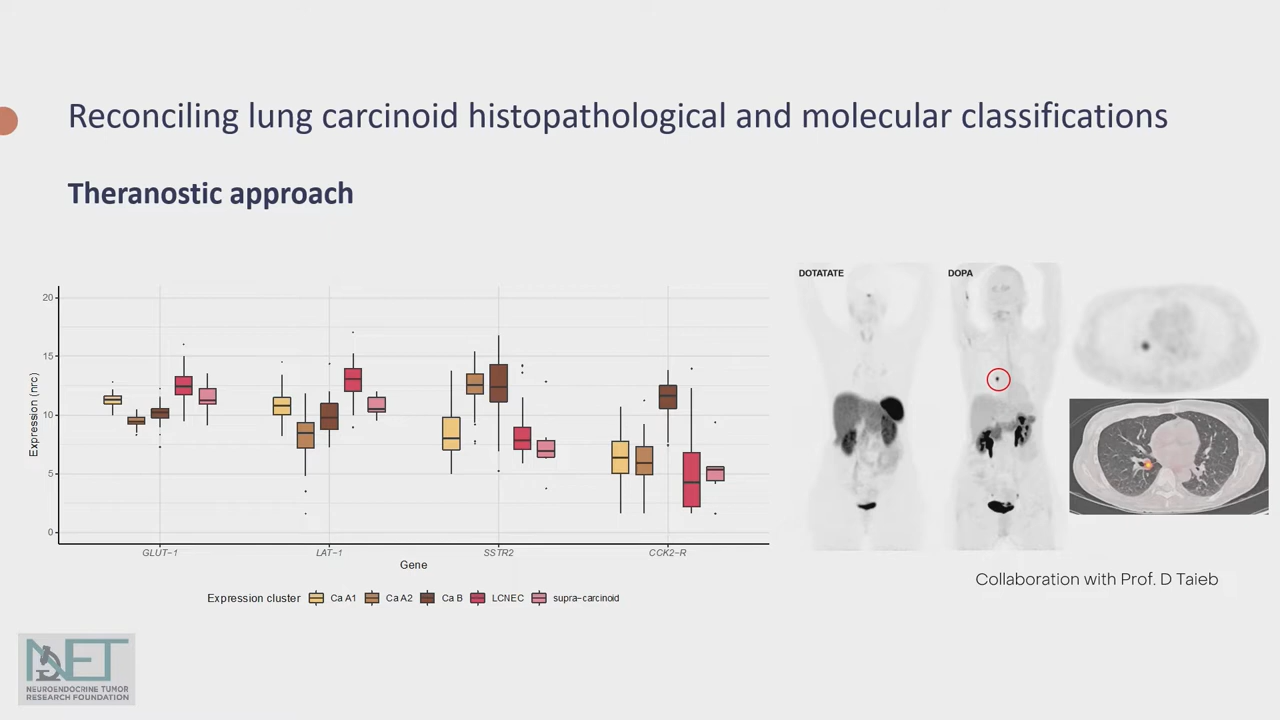 Reconciling lung carcinoid histopathological and molecular classifications
Theranostic approach
Expression (nrc)
20
15
10
5
0
GLUT−1
LAT−1
SSTR2
CCK2−R
Gene
Expression cluster
Ca A1
Ca A2
Ca B
LCNEC
supra−carcinoid
DOTATATE
DOPA
Collaboration with Prof. D Taieb
NET
NEUROENDOCRINE TUMOR
RESEARCH FOUNDATION